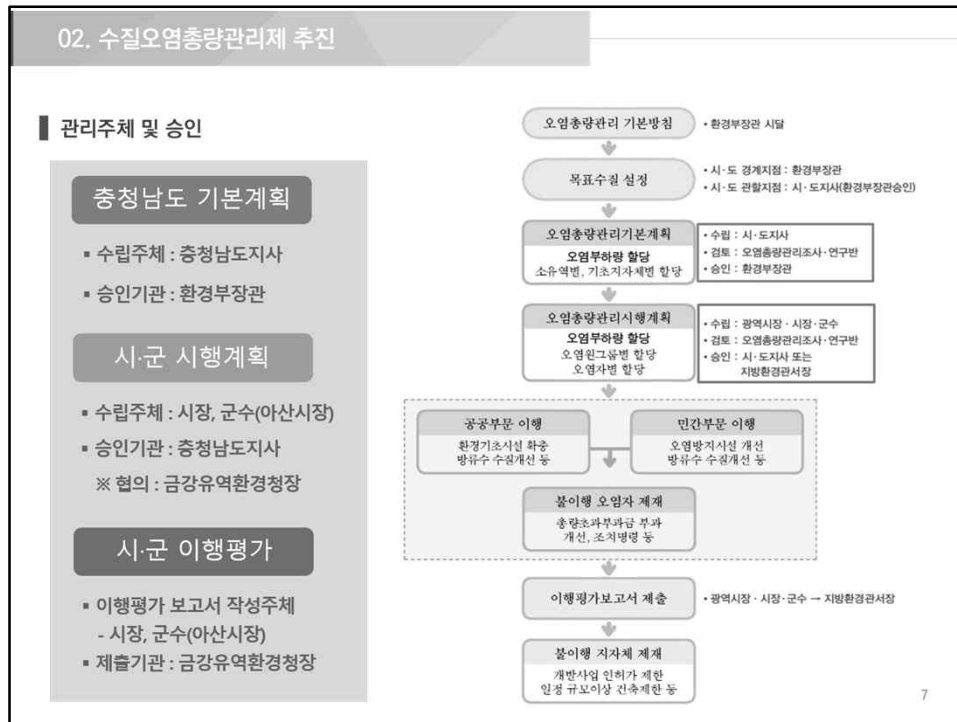 02. 수질오염총량관리제 추진
▌ 관리주체 및 승인
충청남도 기본계획
▪ 수립주체 : 충청남도지사
▪ 승인기관 : 환경부장관
시·군 시행계획
▪ 수립주체 : 시장, 군수(아산시장)
▪ 승인기관 : 충청남도지사
※ 협의 : 금강유역환경청장
시·군 이행평가
▪ 이행평가 보고서 작성주체
- 시장, 군수(아산시장)
▪ 제출기관 : 금강유역환경청장
오염총량관리 기본방침
• 환경부장관 시달
목표수질 설정
• 시·도 경계지점 : 환경부장관
• 시·도 관할지점 : 시·도지사(환경부장관승인)
오염총량관리기본계획
오염부하량 할당
소유역별, 기초지자체별 할당
• 수립 : 시·도지사
• 검토 : 오염총량관리조사·연구반
• 승인 : 환경부장관
오염총량관리시행계획
오염부하량 할당
오염원그룹별 할당
오염자별 할당
• 수립 : 광역시장·시장·군수
• 검토 : 오염총량관리조사·연구반
• 승인 : 시·도지사 또는
지방환경관서장
공공부문 이행
환경기초시설 확충
방류수 수질개선 등
민간부문 이행
오염방지시설 개선
방류수 수질개선 등
불이행 오염자 제재
총량초과부과금 부과
개선, 조치명령 등
이행평가보고서 제출
• 광역시장·시장·군수 → 지방환경관서장
불이행 지자체 제재
개발사업 인허가 제한
일정 규모이상 건축제한 등
7